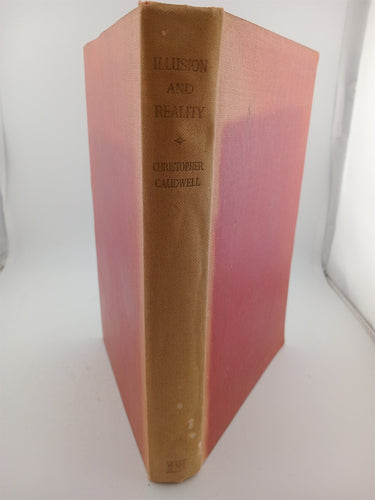 ILLUSION
AND
REALITY
CHRISTOPHER
CAUDWELL